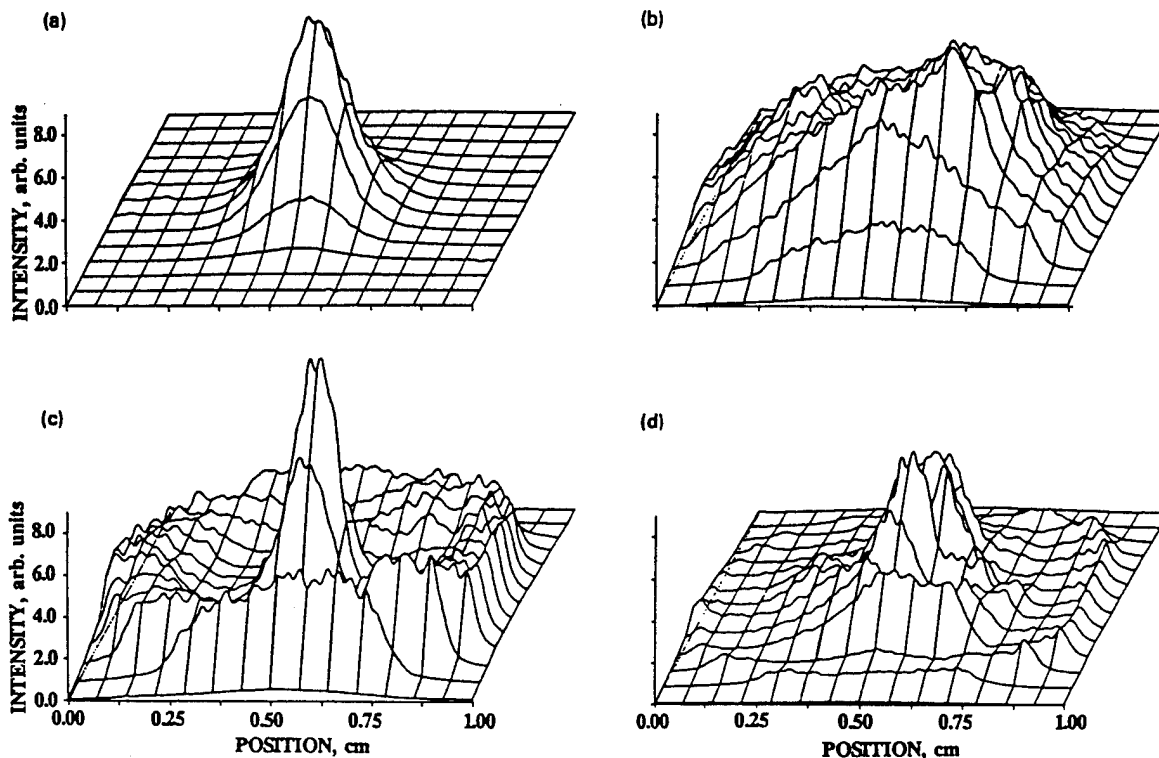 (a)
(b)
INTENSITY, arb. units
8.0
6.0
4.0
2.0
0.0
(c)
(d)
INTENSITY, arb. units
8.0
6.0
4.0
2.0
0.0
0.00 0.25 0.50 0.75 1.00
POSITION, cm
0.00 0.25 0.50 0.75 1.00
POSITION, cm